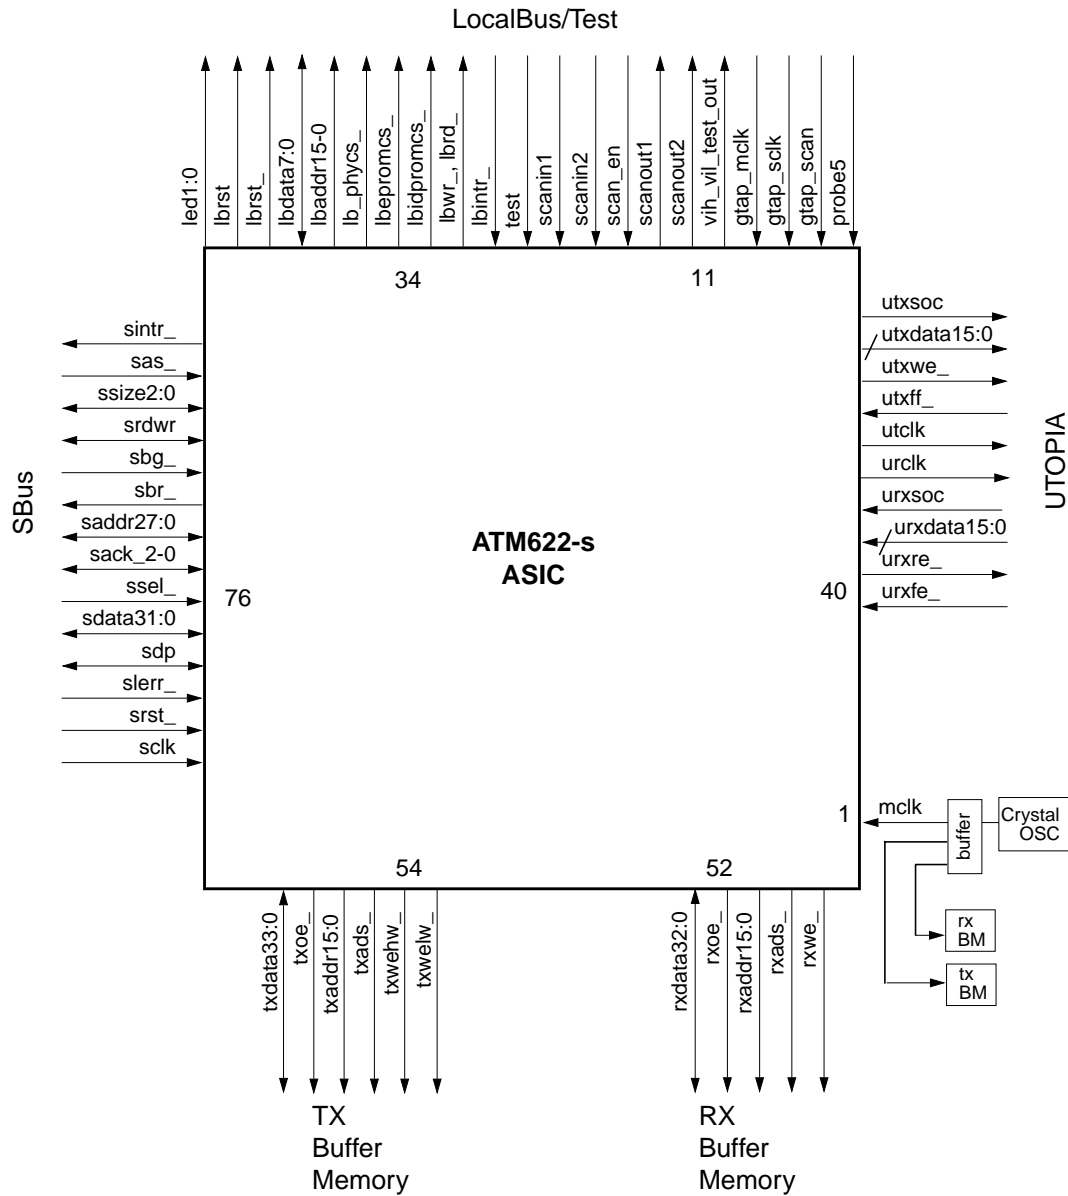 LocalBus/Test
led1:0
lbrst
lbrst_
lbdata7:0
lbaddr15-0
lb_phycs_
lbepromcs_
lbidpromcs_
lbwr_, lbrd_
lbintr_
test
scanin1
scanin2
scan_en
scanout1
scanout2
vih_vil_test_out
gtap_mclk
gtap_sclk
gtap_scan
probe5
34
11
SBus
sintr_
sas_
ssize2:0
srdwr
sbg_
sbr_
saddr27:0
sack_2-0
ssel_
sdata31:0
sdp
slerr_
srst_
sclk
76
ATM622-s
ASIC
40
utxsoc
utxdata15:0
utxwe_
utxff_
utclk
urclk
urxsoc
urxdata15:0
urxre_
urxfe_
UTOPIA
1
mclk
buffer
Crystal
OSC
rx
BM
tx
BM
54
52
txdata33:0
txoe_
txaddr15:0
txads_
txwehw_
txwelw_
rxdata32:0
rxoe_
rxaddr15:0
rxads_
rxwe_
TX
Buffer
Memory
RX
Buffer
Memory